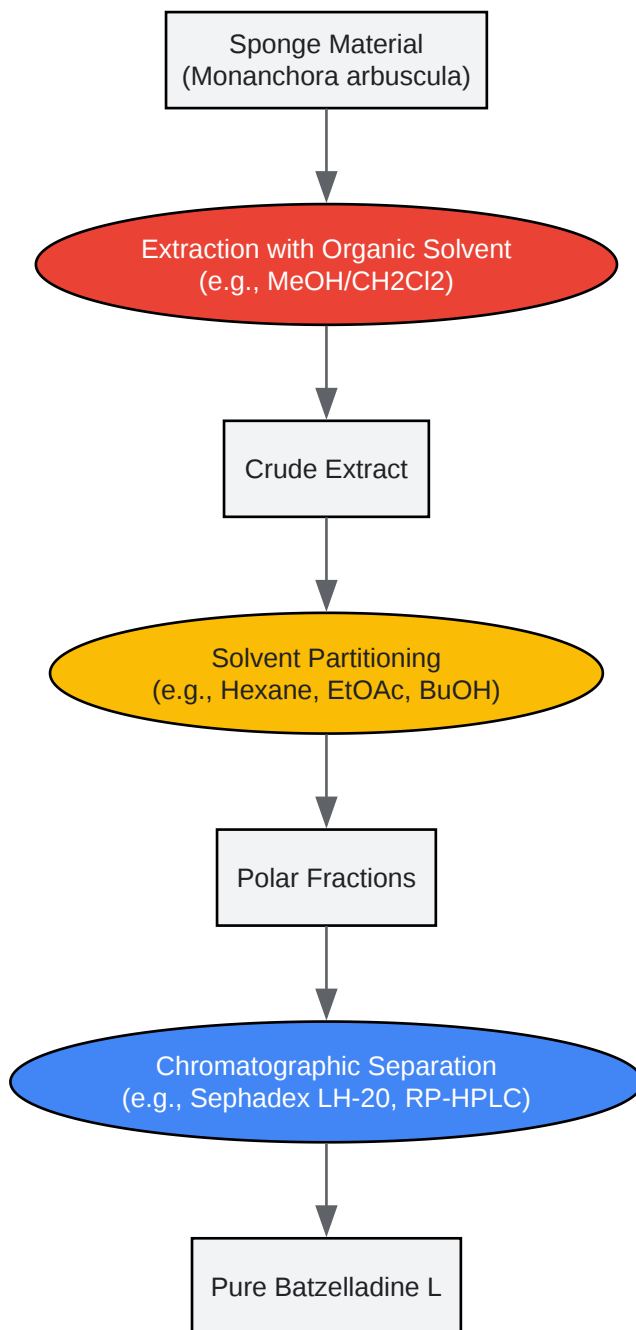 Sponge Material
(Monanchora arbuscula)
Extraction with Organic Solvent
(e.g., MeOH/CH2Cl2)
Crude Extract
Solvent Partitioning
(e.g., Hexane, EtOAc, BuOH)
Polar Fractions
Chromatographic Separation
(e.g., Sephadex LH-20, RP-HPLC)
Pure Batzelladine L